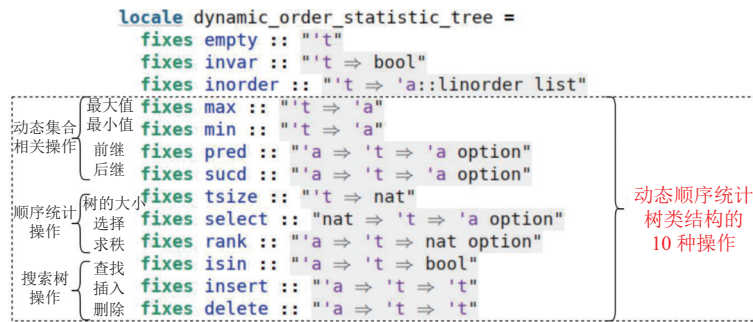 locale dynamic_order_statistic_tree =
fixes empty :: "'t"
fixes invar :: "'t ⇒ bool"
fixes inorder :: "'t ⇒ 'a::linorder list"
动态集合
相关操作
最大值 fixes max :: "'t ⇒ 'a"
最小值 fixes min :: "'t ⇒ 'a"
前继 fixes pred :: "'a ⇒ 't ⇒ 'a option"
后继 fixes sucd :: "'a ⇒ 't ⇒ 'a option"
顺序统计
操作
树的大小 fixes tsize :: "'t ⇒ nat"
选择 fixes select :: "nat ⇒ 't ⇒ 'a option"
求秩 fixes rank :: "'a ⇒ 't ⇒ nat option"
搜索树
操作
查找 fixes isin :: "'a ⇒ 't ⇒ bool"
插入 fixes insert :: "'a ⇒ 't ⇒ 't"
删除 fixes delete :: "'a ⇒ 't ⇒ 't"
动态顺序统计
树类结构的
10 种操作